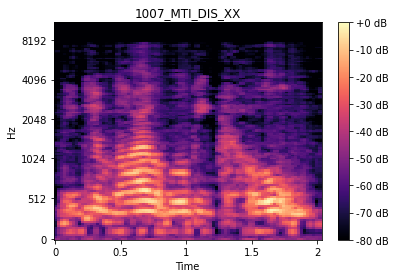 1007_MTI_DIS_XX
+0 dB
8192
-10 dB
4096
-20 dB
-30 dB
2048
Hz
-40 dB
1024
-50 dB
512
-60 dB
-70 dB
0
-80 dB
0 0.5 1 1.5 2
Time